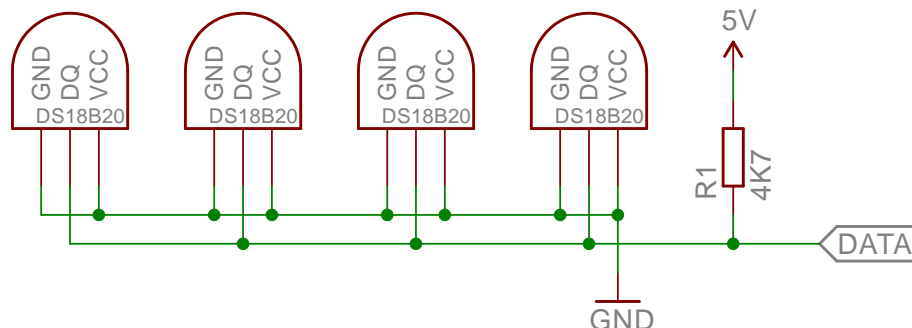 GND
DQ
VCC
DS18B20
GND
DQ
VCC
DS18B20
GND
DQ
VCC
DS18B20
GND
DQ
VCC
DS18B20
5V
R1
4K7
DATA
GND